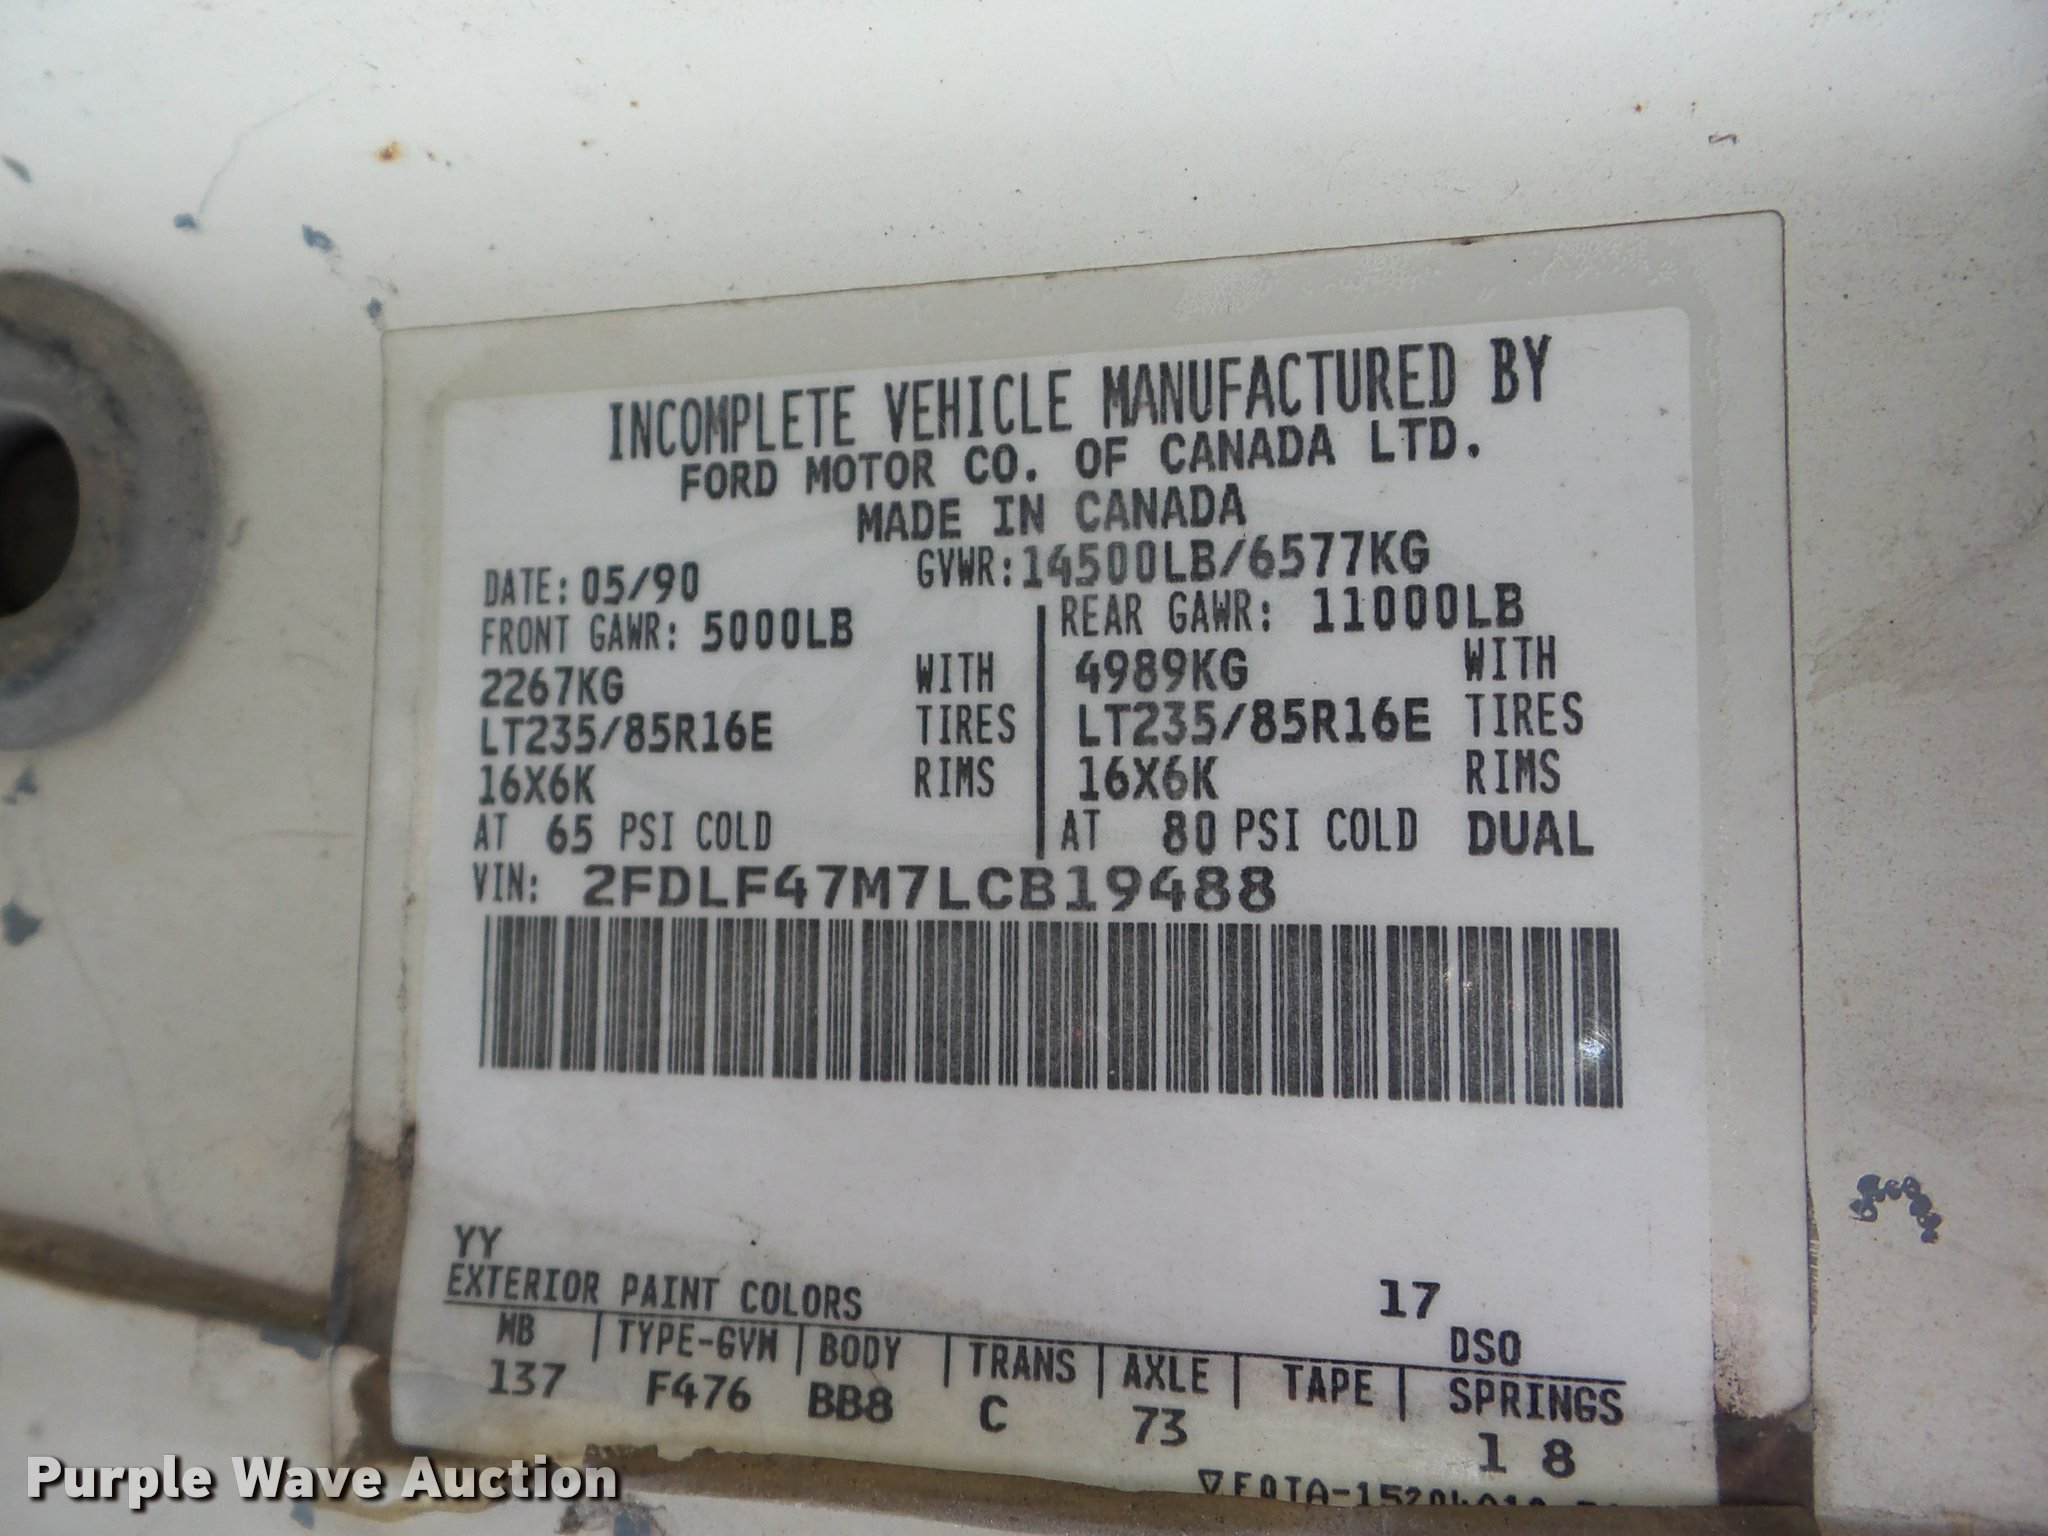 INCOMPLETE VEHICLE MANUFACTURED BY
FORD MOTOR CO. OF CANADA LTD.
MADE IN CANADA
DATE: 05/90 GVWR: 14500LB/6577KG
FRONT GAWR: 5000LB REAR GAWR: 11000LB
2267KG WITH 4989KG WITH
LT235/85R16E TIRES LT235/85R16E TIRES
16X6K RIMS 16X6K RIMS
AT 65 PSI COLD AT 80 PSI COLD DUAL
VIN: 2FDLF47M7LCB19488
YY
EXTERIOR PAINT COLORS 17 DSO
WB TYPE-GVW BODY TRANS AXLE TAPE SPRINGS
137 F476 BB8 C 73 1 8
Purple Wave Auction